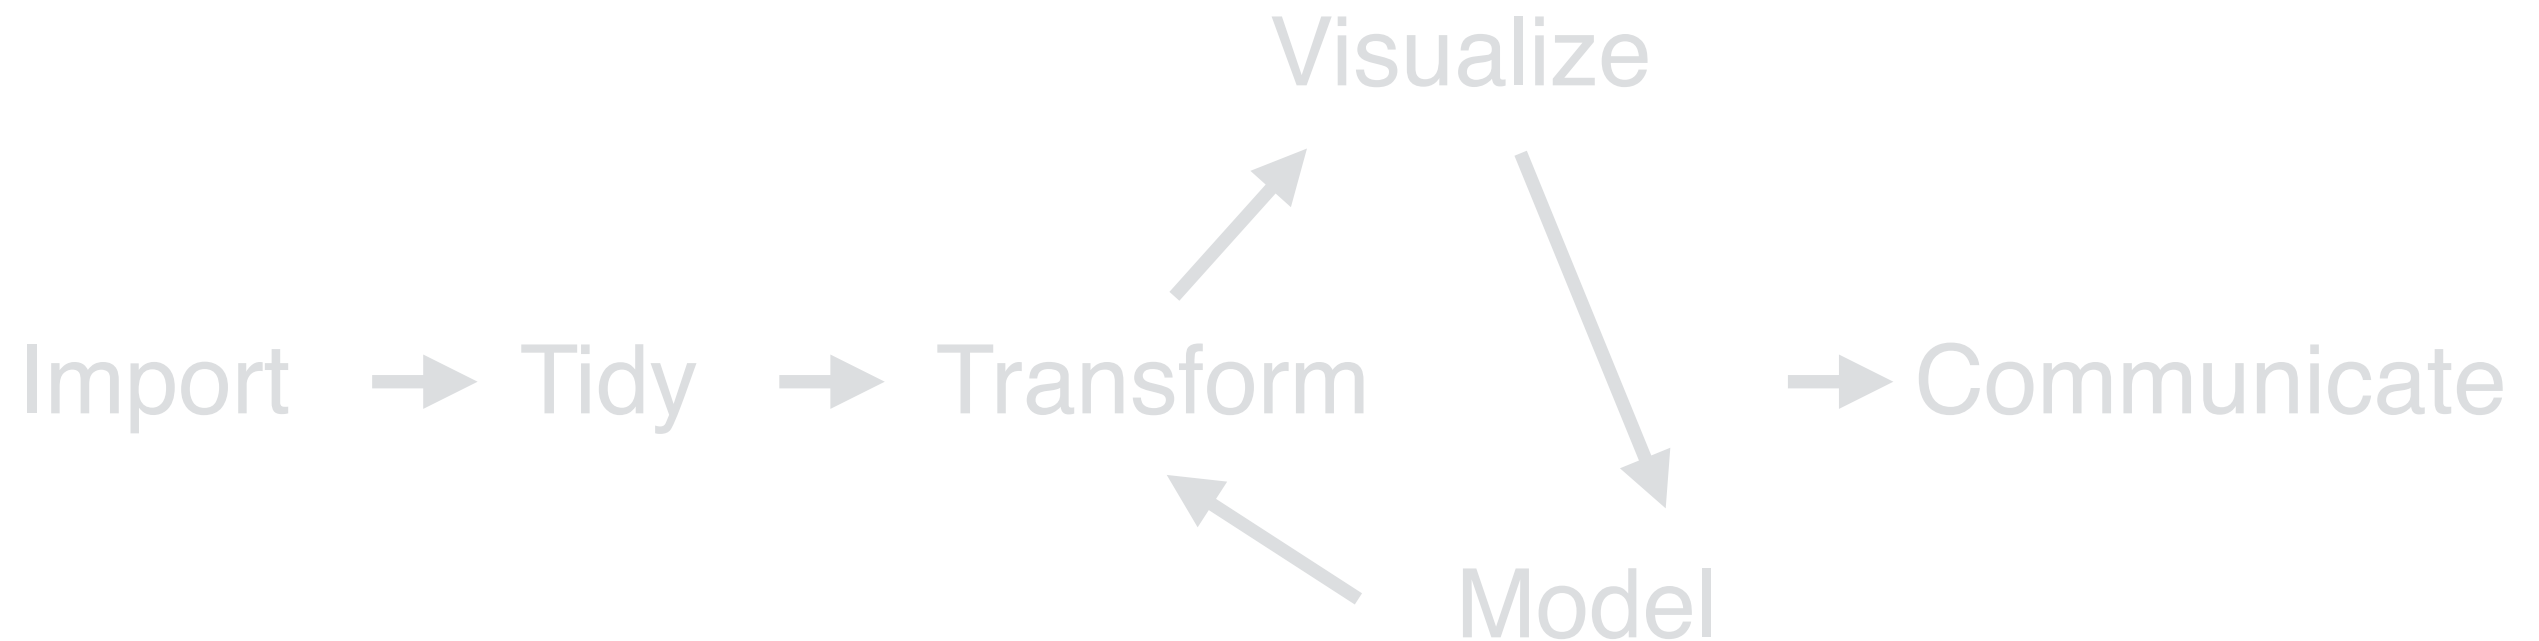 Visualize
Import
Tidy
Transform
Communicate
Model